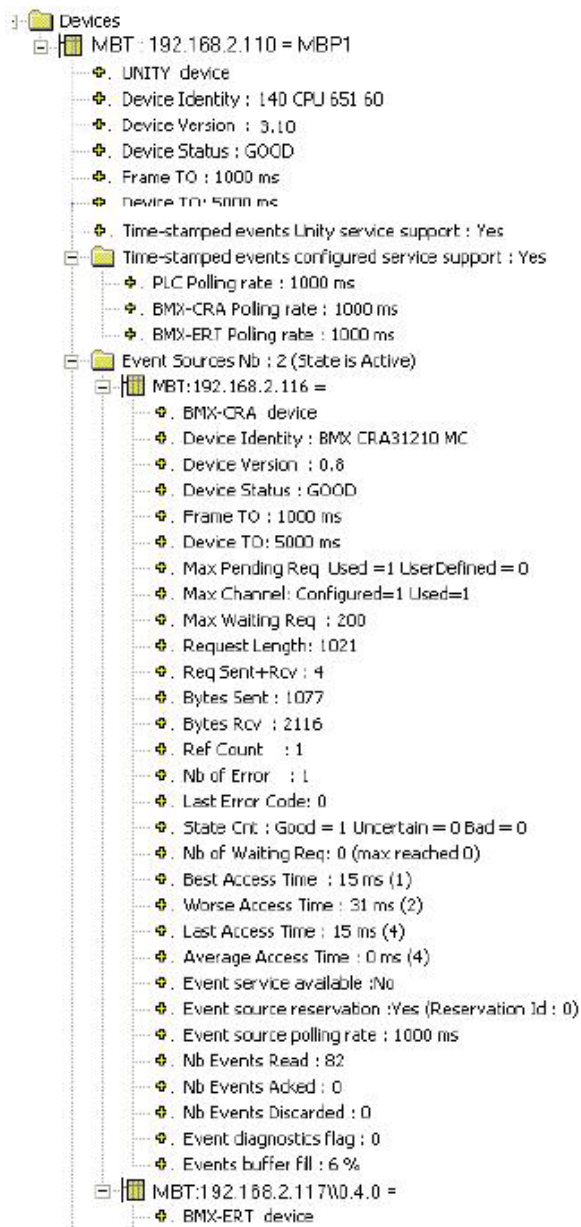 Devices
MBT : 192.168.2.110 = MBP1
UNITY device
Device Identity : 140 CPU 651 60
Device Version : 3.10
Device Status : GOOD
Frame TO : 1000 ms
Device TO: 5000 ms
Time-stamped events Unity service support : Yes
Time-stamped events configured service support : Yes
PLC Polling rate : 1000 ms
BMX-CRA Polling rate : 1000 ms
BMX-ERT Polling rate : 1000 ms
Event Sources Nb : 2 (State is Active)
MBT:192.168.2.116 =
BMX-CRA device
Device Identity : BMX CRA31210 MC
Device Version : 0.8
Device Status : GOOD
Frame TO : 1000 ms
Device TO: 5000 ms
Max Pending Req Used =1 UserDefined = 0
Max Channel: Configured=1 Used=1
Max Waiting Req : 200
Request Length: 1021
Req Sent+Rcv : 4
Bytes Sent : 1077
Bytes Rcv : 2116
Ref Count : 1
Nb of Error : 1
Last Error Code: 0
State Cnt : Good = 1 Uncertain = 0 Bad = 0
Nb of Waiting Req: 0 (max reached 0)
Best Access Time : 15 ms (1)
Worse Access Time : 31 ms (2)
Last Access Time : 15 ms (4)
Average Access Time : 0 ms (4)
Event service available :No
Event source reservation :Yes (Reservation Id : 0)
Event source polling rate : 1000 ms
Nb Events Read : 82
Nb Events Acked : 0
Nb Events Discarded : 0
Event diagnostics flag : 0
Events buffer fill : 6 %
MBT:192.168.2.117\\0.4.0 =
BMX-ERT device